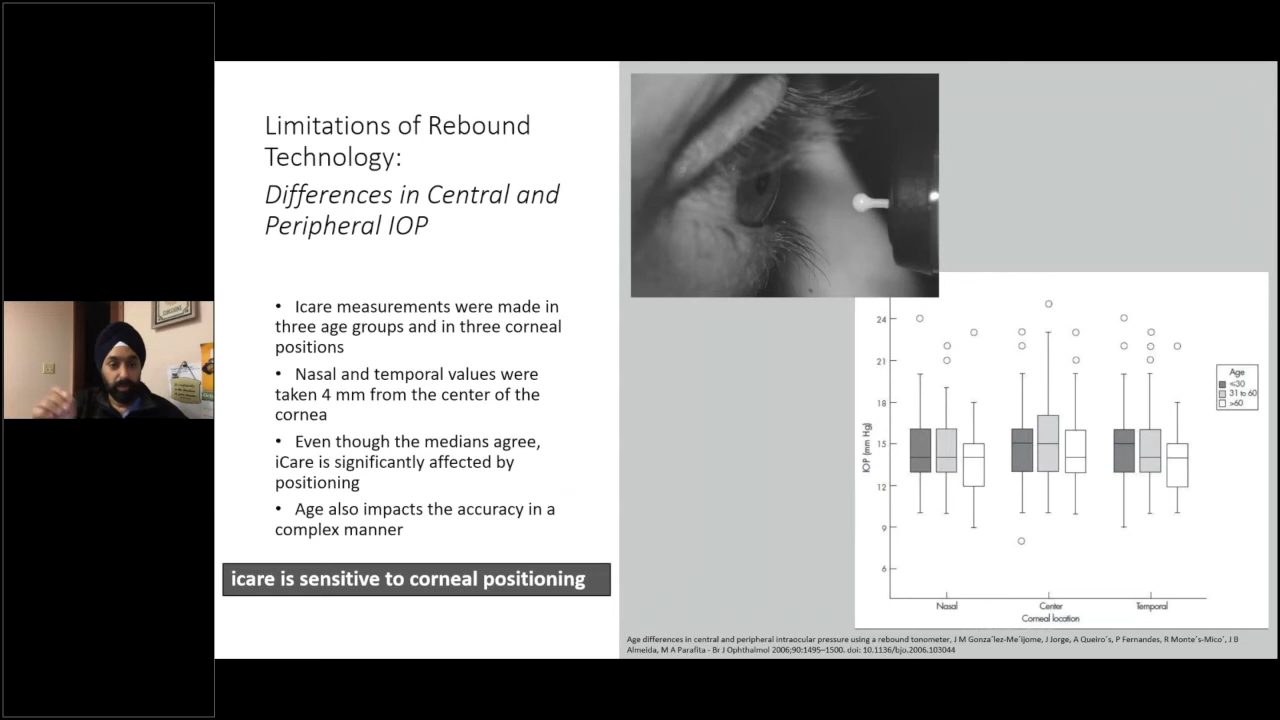 Limitations of Rebound
Technology:
Differences in Central and
Peripheral IOP
• Icare measurements were made in
three age groups and in three corneal
positions
• Nasal and temporal values were
taken 4 mm from the center of the
cornea
• Even though the medians agree,
iCare is significantly affected by
positioning
• Age also impacts the accuracy in a
complex manner
icare is sensitive to corneal positioning
24
21
18
15
12
9
6
IOP (mm Hg)
Nasal
Center
Temporal
Corneal location
Age
≤30
31 to 60
>60
Age differences in central and peripheral intraocular pressure using a rebound tonometer, J M Gonza´lez-Me´ijome, J Jorge, A Queiro´s, P Fernandes, R Monte´s-Mico´, J B
Almeida, M A Parafita - Br J Ophthalmol 2006;90:1495–1500. doi: 10.1136/bjo.2006.103044